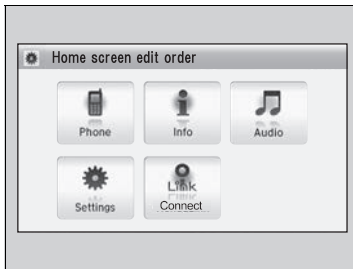 Home screen edit order
Phone
Info
Audio
Settings
Link
Connect